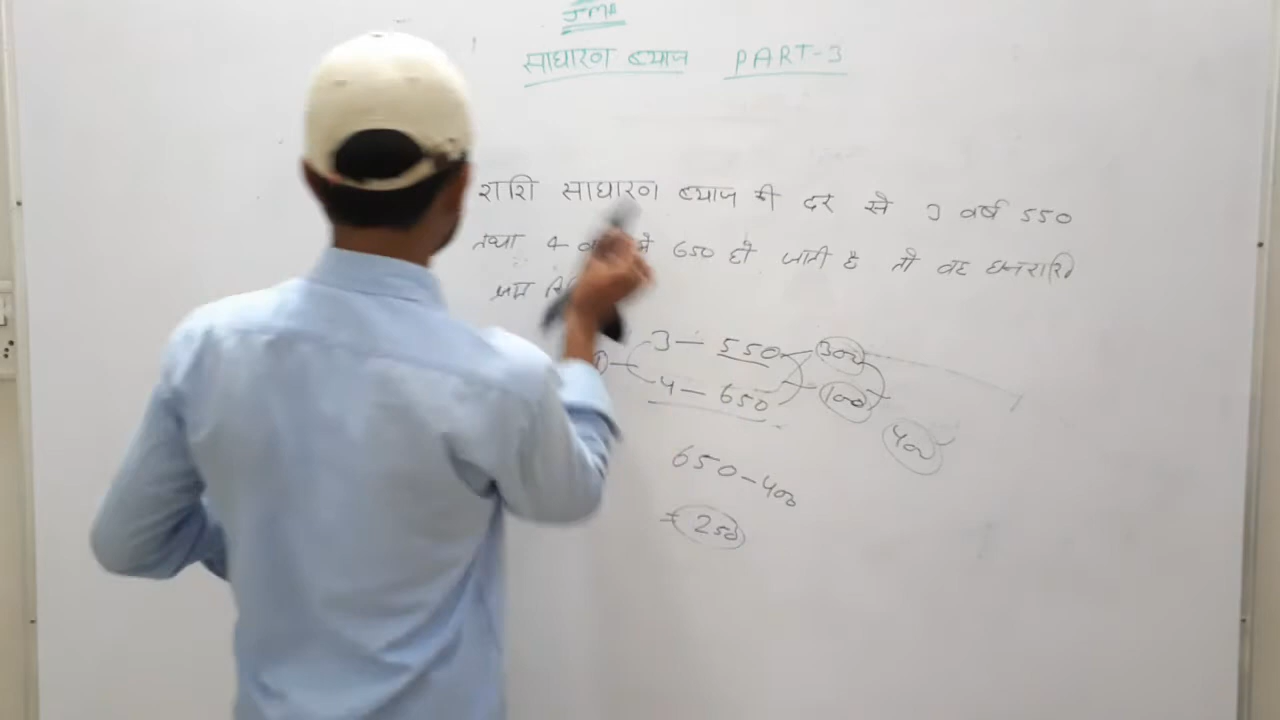 JMA
साधारण ब्याज PART-3
राशि साधारण ब्याज की दर से 3 वर्ष 550
तथा 4 में 650 हो जाती है तो वह धनराशि
3 — 550 300
4 — 650 100
400
650 - 400
= 250